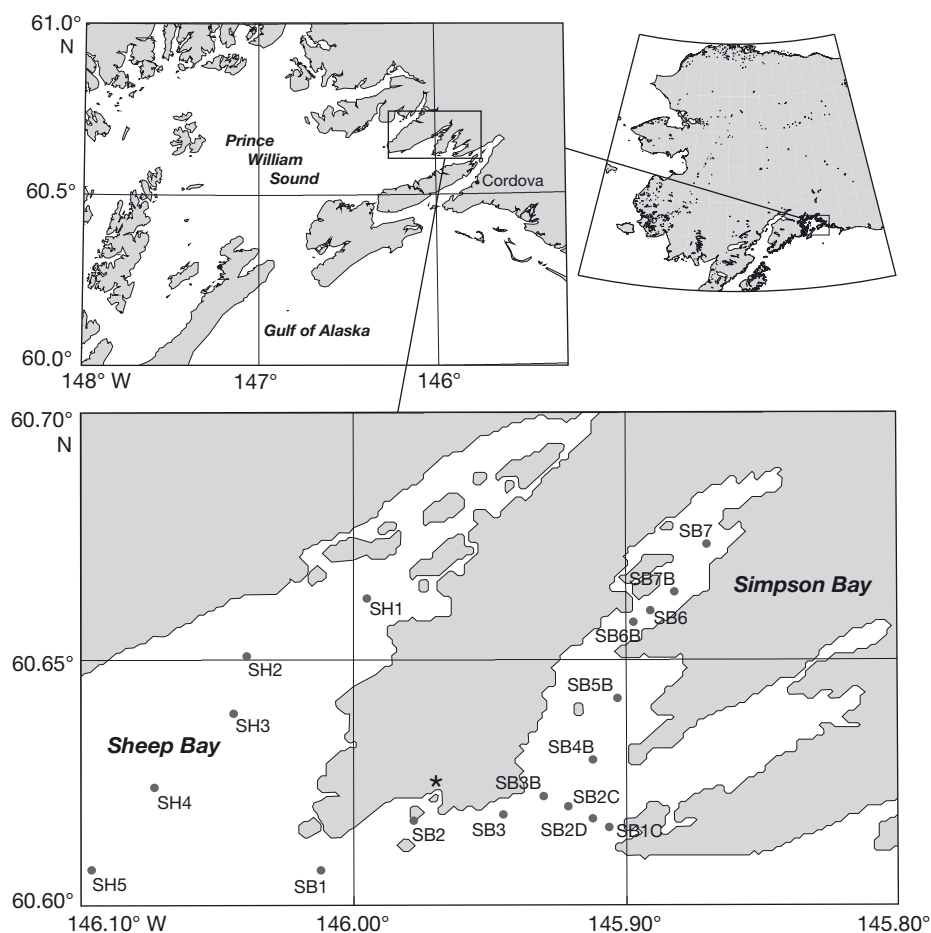 61.0°
N
Prince
William
Sound
Cordova
60.5°
Gulf of Alaska
60.0°
148° W
147°
146°
60.70°
N
SB7
SB7B
Simpson Bay
SH1
SB6
SB6B
60.65°
SH2
SB5B
SH3
Sheep Bay
SB4B
*
SB3B
SB2C
SH4
SB2
SB3
SB2D
SB1C
SH5
SB1
60.60°
146.10° W
146.00°
145.90°
145.80°